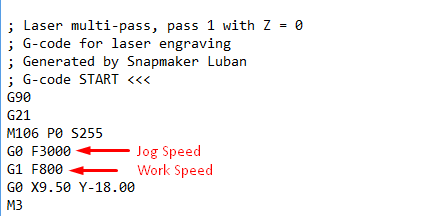 ; Laser multi-pass, pass 1 with Z = 0
; G-code for laser engraving
; Generated by Snapmaker Luban
; G-code START <<<
G90
G21
M106 P0 S255
G0 F3000 Jog Speed
G1 F800 Work Speed
G0 X9.50 Y-18.00
M3